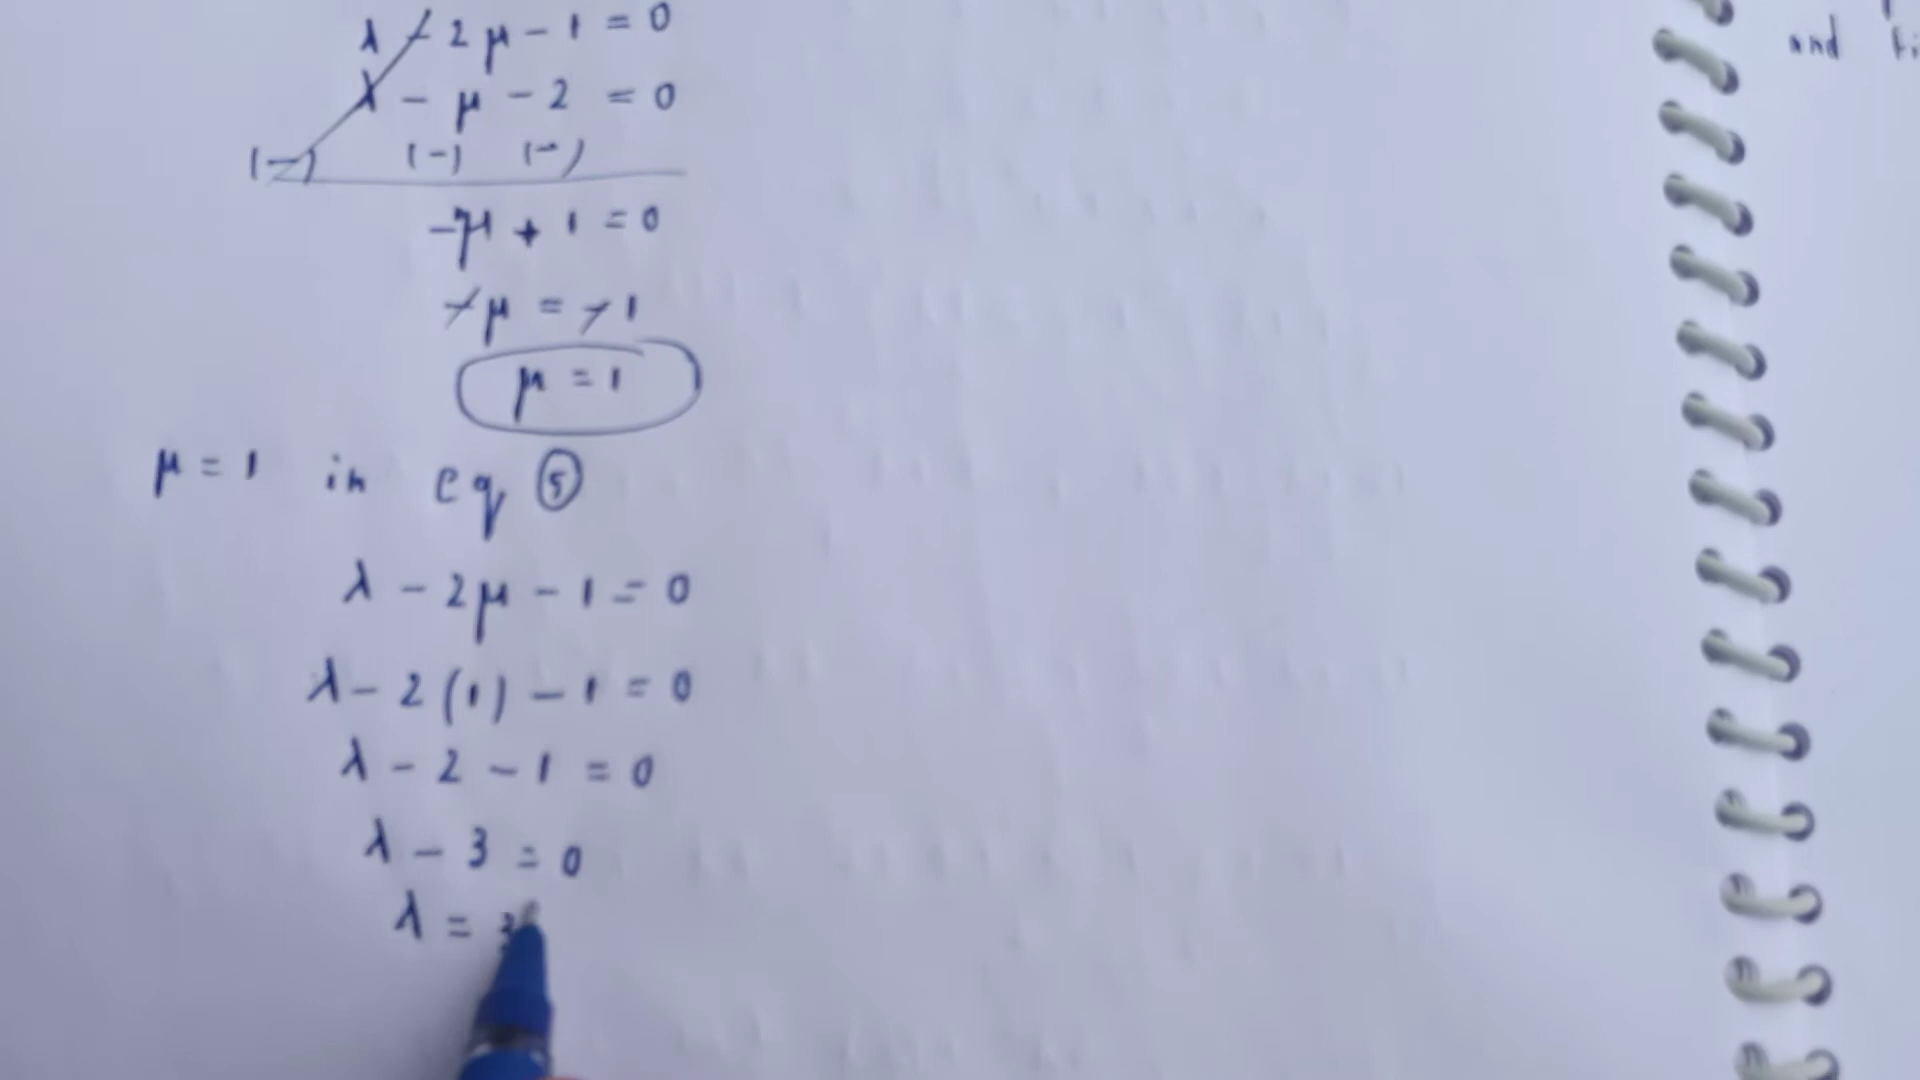 λ - 2μ - 1 = 0
λ - μ - 2 = 0
(-) (-) (-)
-μ + 1 = 0
-μ = -1
μ = 1
μ = 1 in eq ⑤
λ - 2μ - 1 = 0
λ - 2(1) - 1 = 0
λ - 2 - 1 = 0
λ - 3 = 0
λ = 3
and